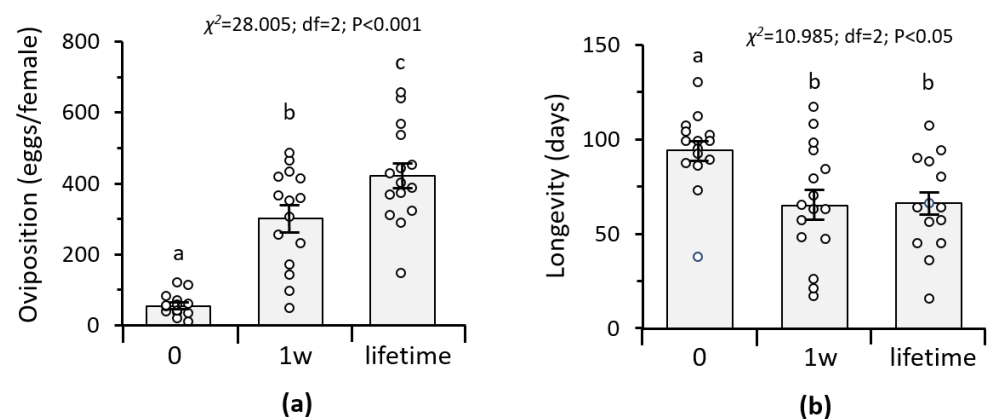 χ²=28.005; df=2; P<0.001
Oviposition (eggs/female)
800
600
400
200
0
a
b
c
0 1w lifetime
(a)
χ²=10.985; df=2; P<0.05
Longevity (days)
150
100
50
0
a
b
b
0 1w lifetime
(b)